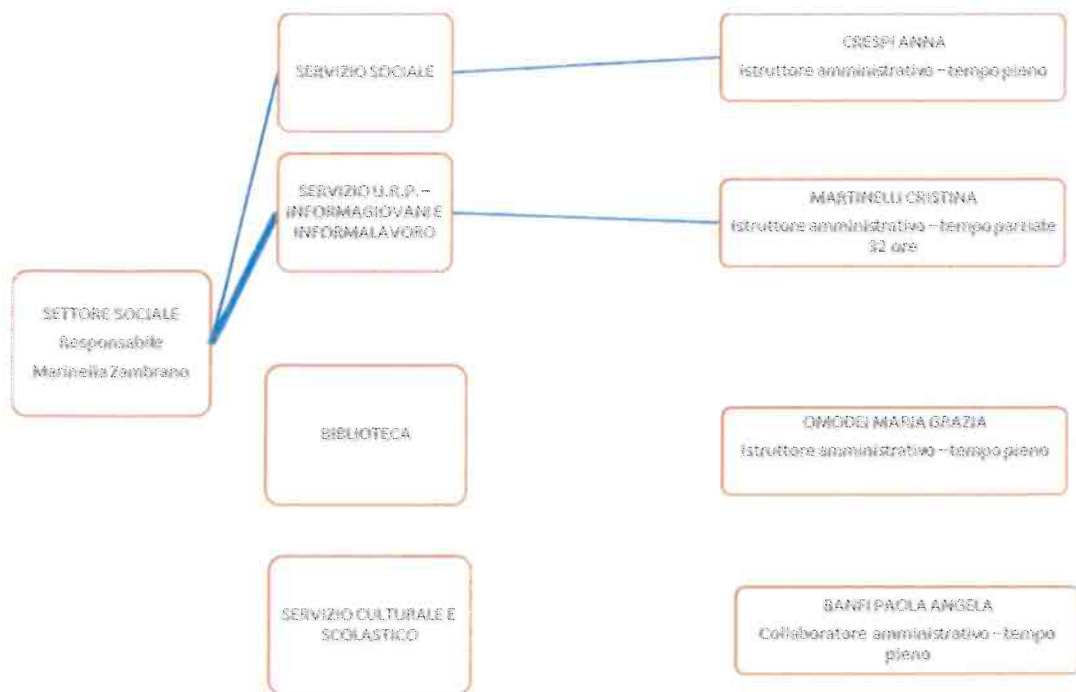 SERVIZIO SOCIALE
CRESPI ANNA
Istruttore amministrativo – tempo pieno
SERVIZIO U.R.P. –
INFORMAGIOVANI E
INFORMALAVORO
MARTINELLI CRISTINA
Istruttore amministrativo – tempo parziale
32 ore
SETTORE SOCIALE
Responsabile
Marinella Zambrano
BIBLIOTECA
OMODEI MARIA GRAZIA
Istruttore amministrativo – tempo pieno
SERVIZIO CULTURALE E
SCOLASTICO
BANFI PAOLA ANGELA
Collaboratore amministrativo – tempo
pieno